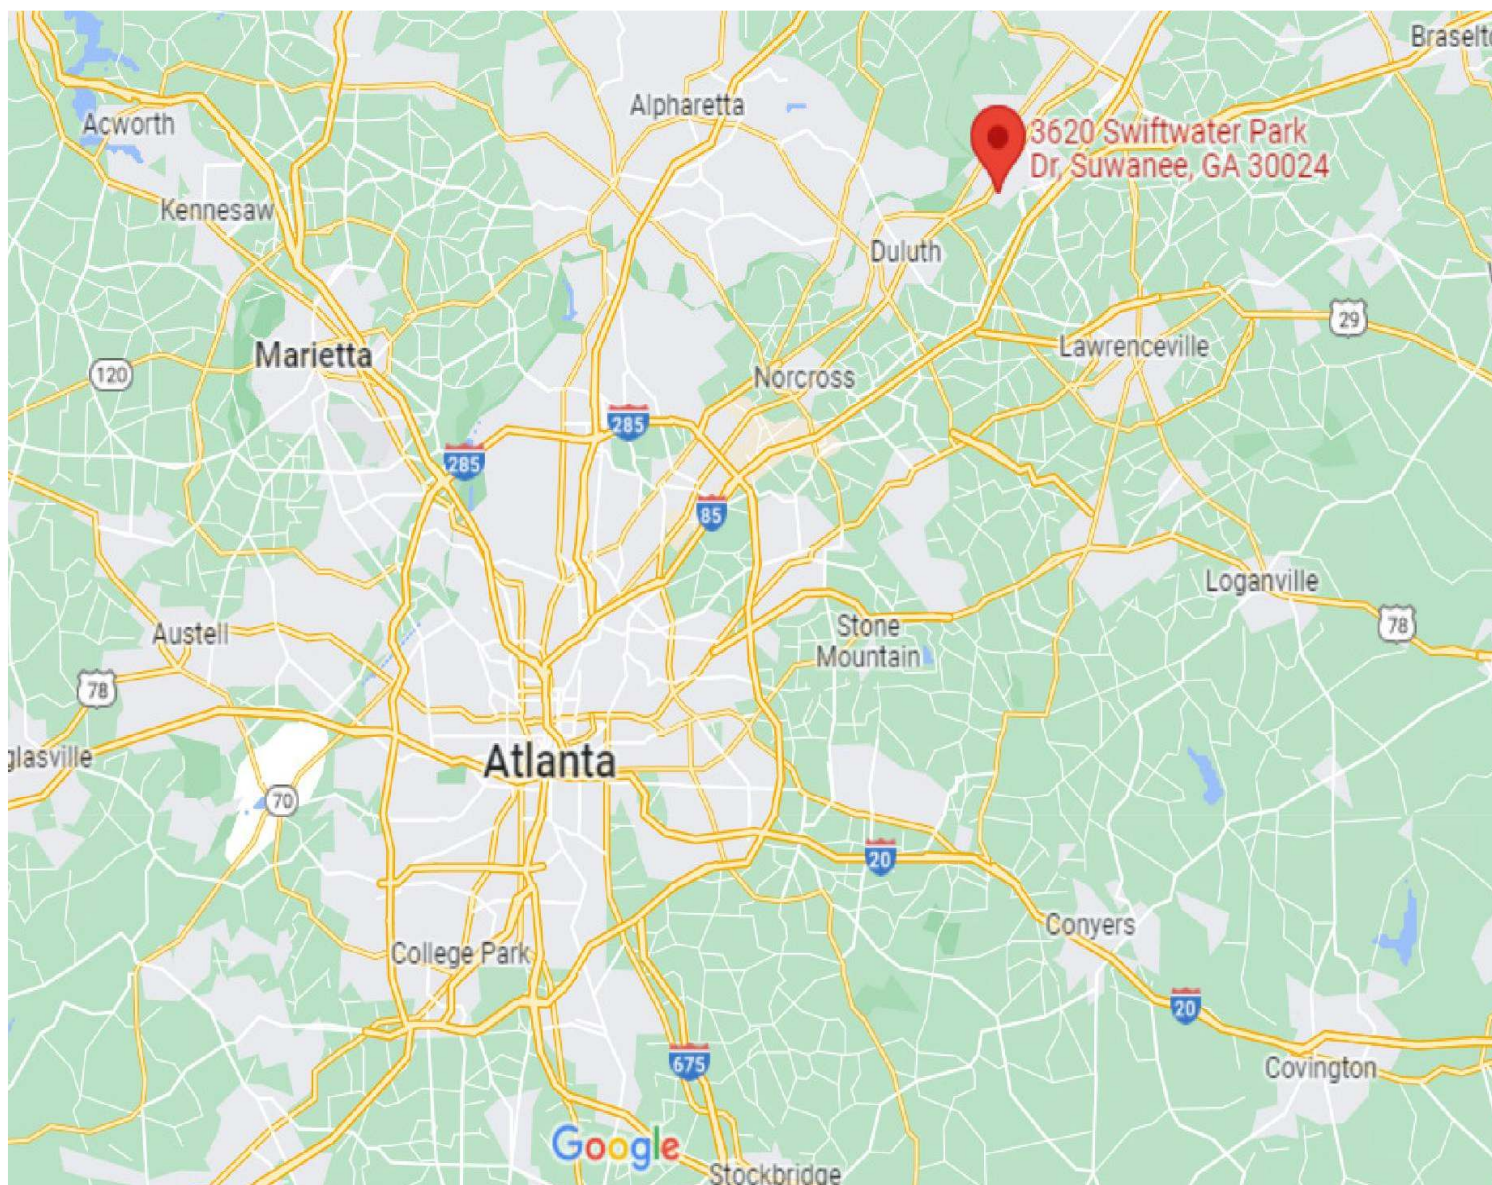 Braselto
Alpharetta
Acworth
3620 Swiftwater Park
Dr, Suwanee, GA 30024
Kennesaw
Duluth
29
Lawrenceville
Marietta
120
Norcross
285
285
85
Loganville
Austell
Stone
Mountain
78
78
glasville
Atlanta
70
20
Conyers
College Park
20
675
Covington
Google
Stockbridge